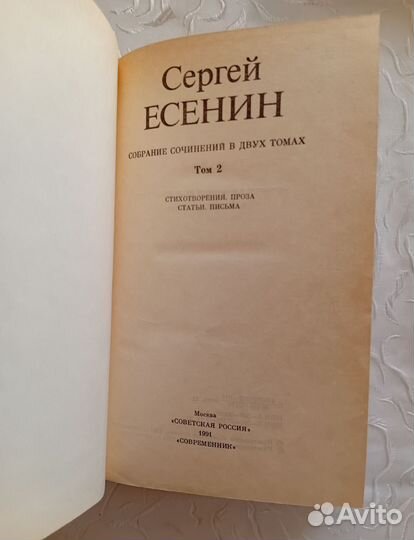 Сергей
ЕСЕНИН
СОБРАНИЕ СОЧИНЕНИЙ В ДВУХ ТОМАХ
Том 2
СТИХОТВОРЕНИЯ. ПРОЗА
СТАТЬИ. ПИСЬМА
Москва
«СОВЕТСКАЯ РОССИЯ»
1991
«СОВРЕМЕННИК»
Avito